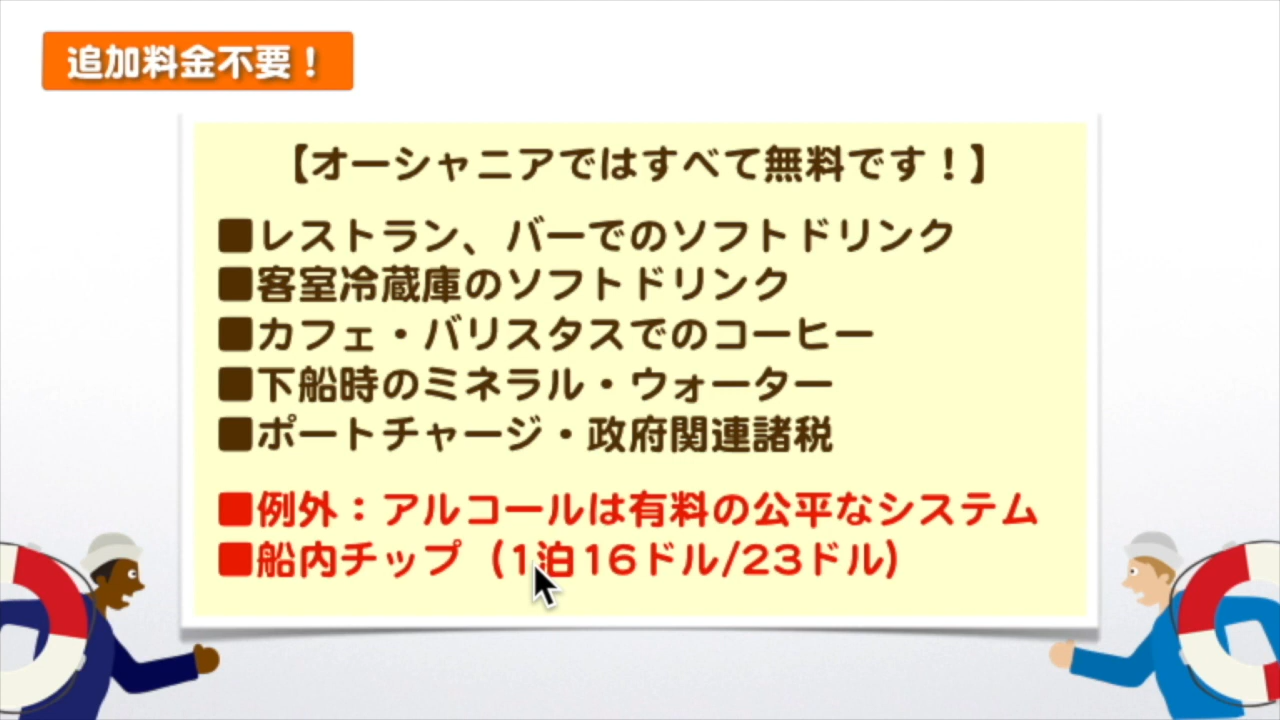 追加料金不要！
【オーシャニアではすべて無料です！】
■レストラン、バーでのソフトドリンク
■客室冷蔵庫のソフトドリンク
■カフェ・バリスタスでのコーヒー
■下船時のミネラル・ウォーター
■ポートチャージ・政府関連諸税
■例外：アルコールは有料の公平なシステム
■船内チップ（1泊16ドル/23ドル）